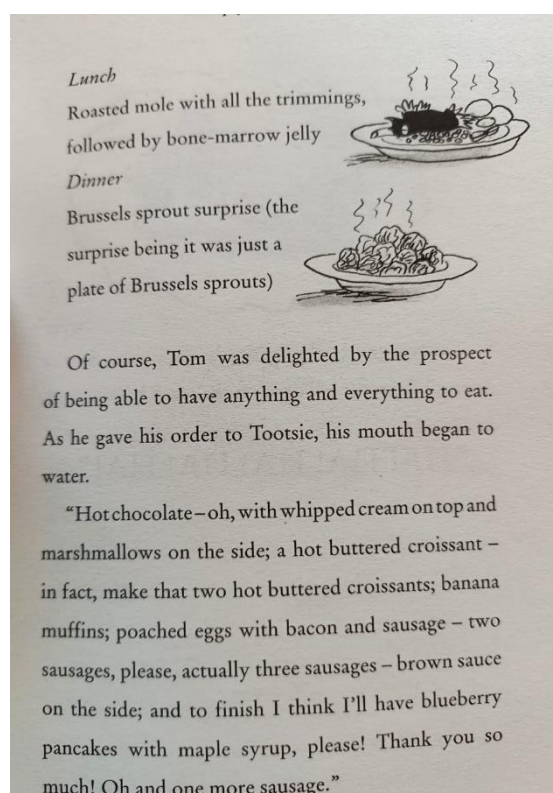 Lunch
Roasted mole with all the trimmings,
followed by bone-marrow jelly
Dinner
Brussels sprout surprise (the
surprise being it was just a
plate of Brussels sprouts)
Of course, Tom was delighted by the prospect
of being able to have anything and everything to eat.
As he gave his order to Tootsie, his mouth began to
water.
“Hot chocolate – oh, with whipped cream on top and
marshmallows on the side; a hot buttered croissant –
in fact, make that two hot buttered croissants; banana
muffins; poached eggs with bacon and sausage – two
sausages, please, actually three sausages – brown sauce
on the side; and to finish I think I’ll have blueberry
pancakes with maple syrup, please! Thank you so
much! Oh and one more sausage.”